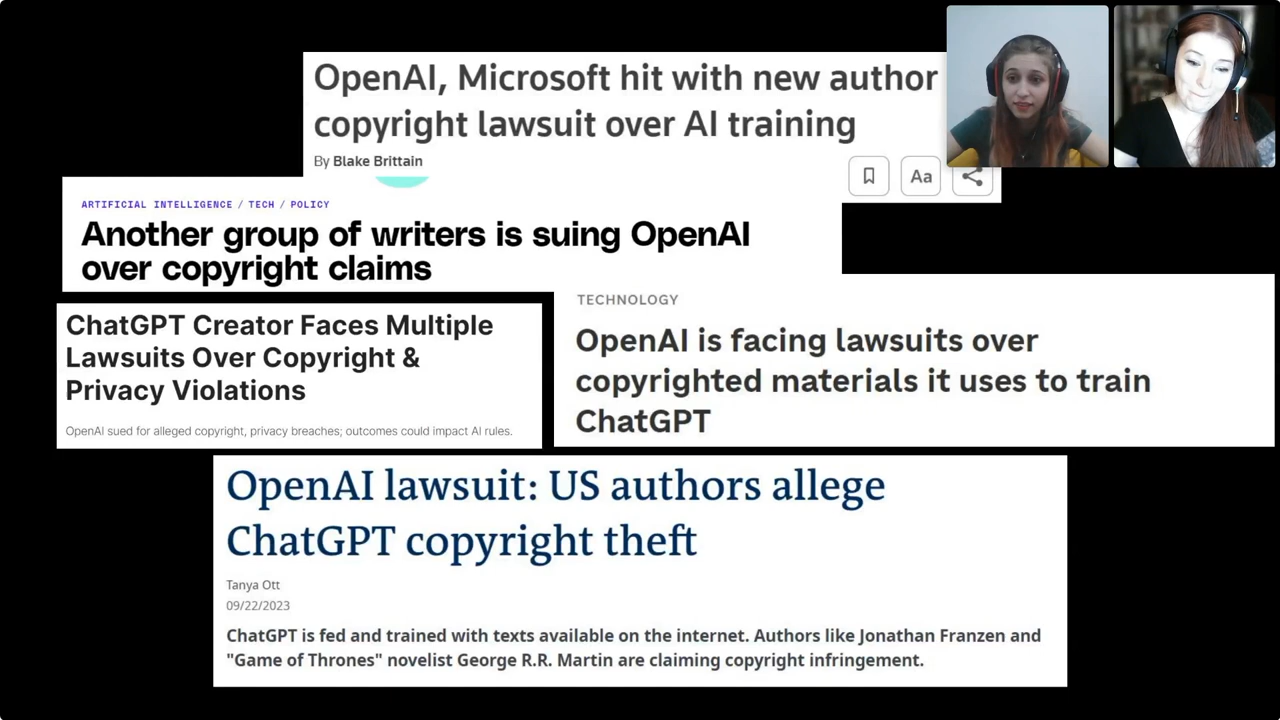 OpenAI, Microsoft hit with new author
copyright lawsuit over AI training
By Blake Brittain
Aa
ARTIFICIAL INTELLIGENCE / TECH / POLICY
Another group of writers is suing OpenAI
over copyright claims
ChatGPT Creator Faces Multiple
Lawsuits Over Copyright &
Privacy Violations
OpenAI sued for alleged copyright, privacy breaches; outcomes could impact AI rules.
TECHNOLOGY
OpenAI is facing lawsuits over
copyrighted materials it uses to train
ChatGPT
OpenAI lawsuit: US authors allege
ChatGPT copyright theft
Tanya Ott
09/22/2023
ChatGPT is fed and trained with texts available on the internet. Authors like Jonathan Franzen and
"Game of Thrones" novelist George R.R. Martin are claiming copyright infringement.